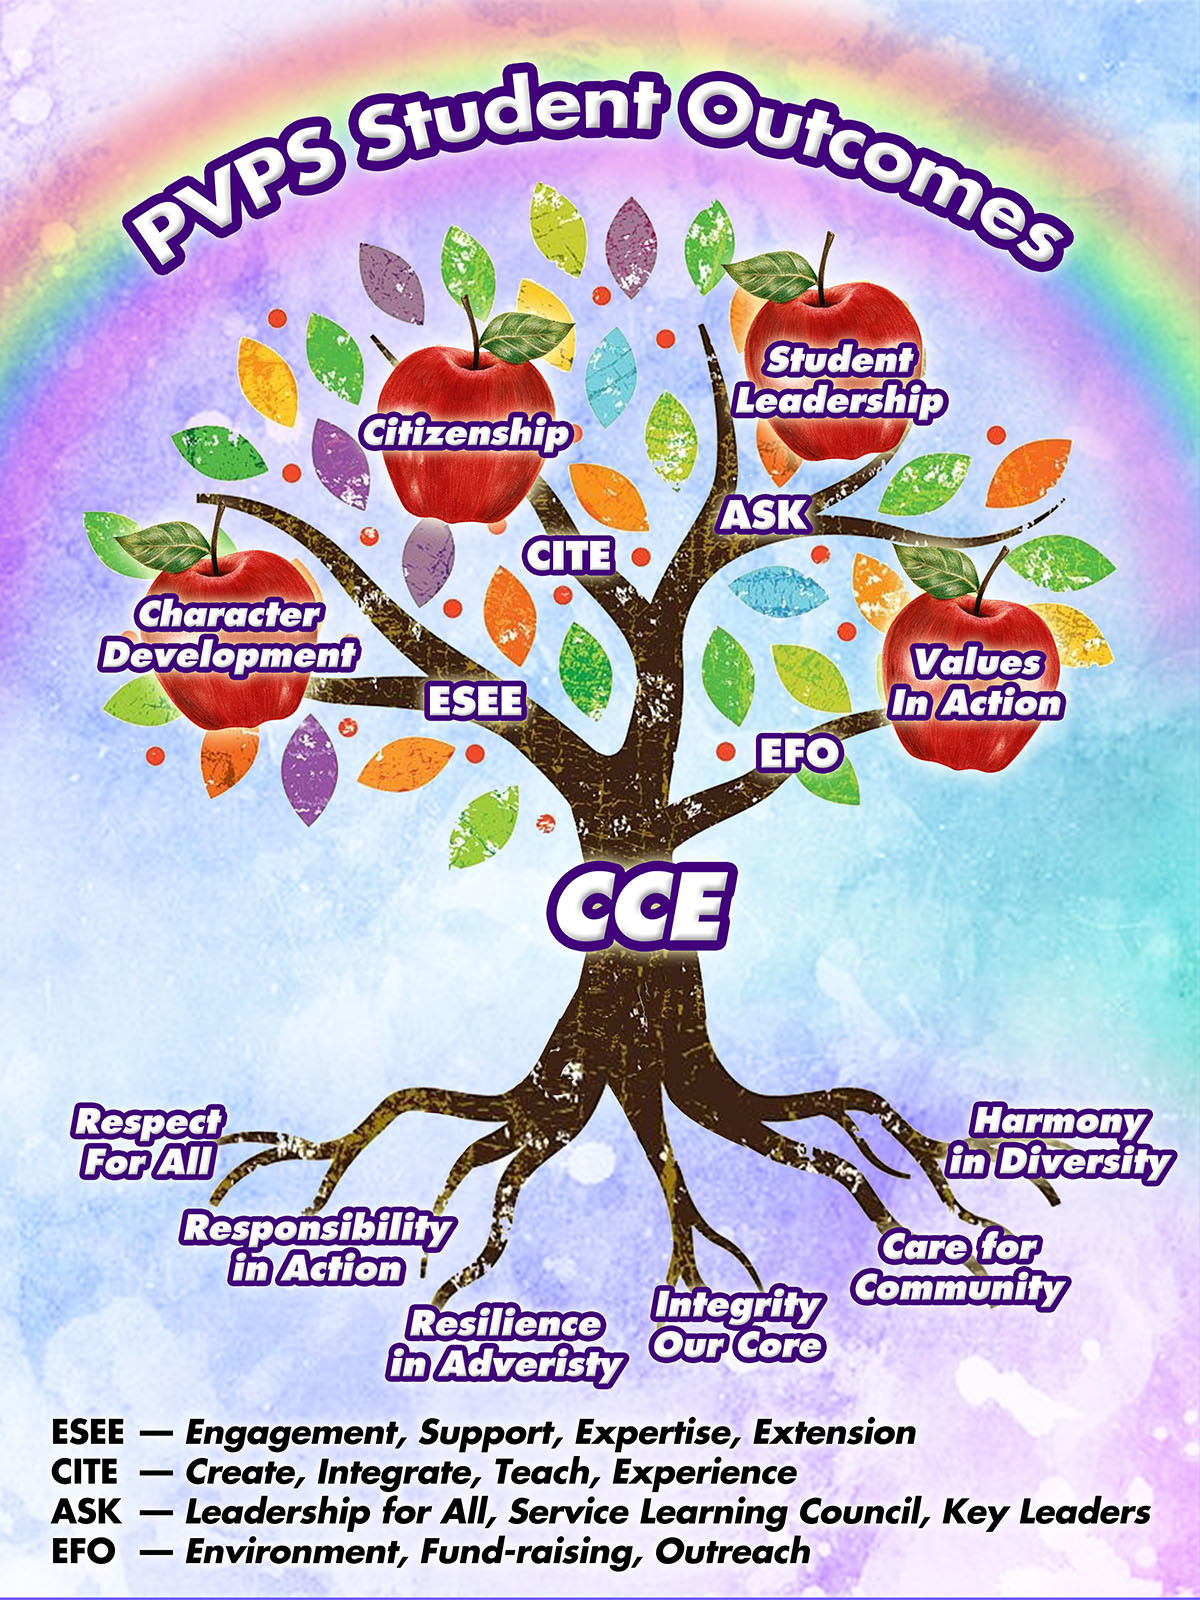 PVPS Student Outcomes
Student
Leadership
Citizenship
ASK
CITE
Character
Development
Values
In Action
ESEE
EFO
CCE
Respect
For All
Harmony
in Diversity
Responsibility
in Action
Care for
Community
Resilience
in Adveristy
Integrity
Our Core
ESEE — Engagement, Support, Expertise, Extension
CITE — Create, Integrate, Teach, Experience
ASK — Leadership for All, Service Learning Council, Key Leaders
EFO — Environment, Fund-raising, Outreach